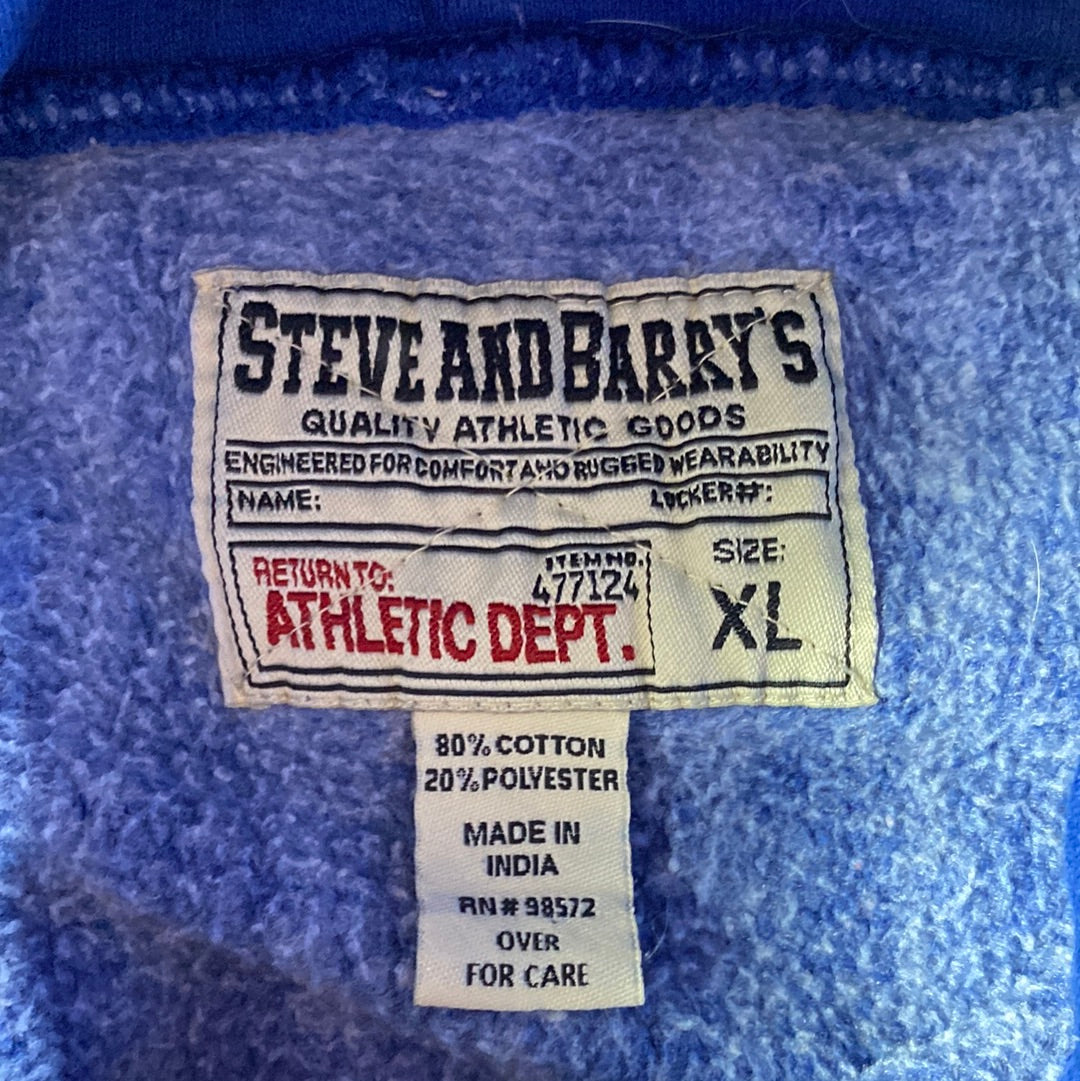 STEVE AND BARRY'S
QUALITY ATHLETIC GOODS
ENGINEERED FOR COMFORT AND RUGGED WEARABILITY
NAME: LOCKER#:
RETURN TO: ITEM NO.
477124
ATHLETIC DEPT.
SIZE:
XL
80% COTTON
20% POLYESTER
MADE IN
INDIA
RN# 98572
OVER
FOR CARE